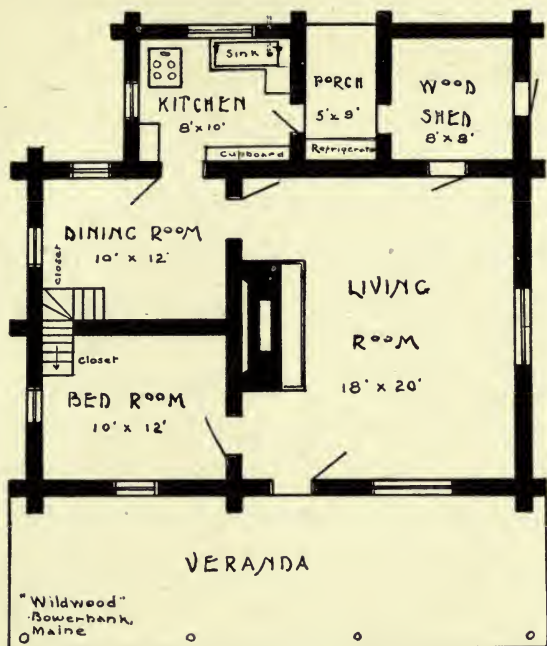 Sink
KITCHEN
8' x 10'
PORCH
5' x 9'
WOOD
SHED
8' x 8'
Cupboard
Refrigerator
DINING ROOM
10' x 12'
closet
LIVING
ROOM
18' x 20'
closet
BED ROOM
10' x 12'
VERANDA
"Wildwood"
Bowerbank,
Maine